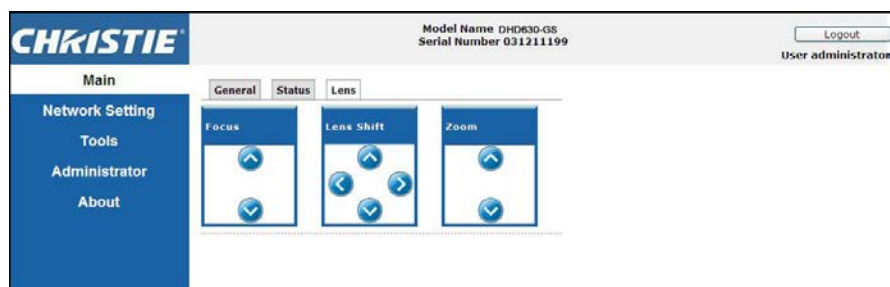 CHRISTIE
Model Name DHD630-GS
Serial Number 031211199
Logout
User administrator
Main
Network Setting
Tools
Administrator
About
General Status Lens
Focus
Lens Shift
Zoom